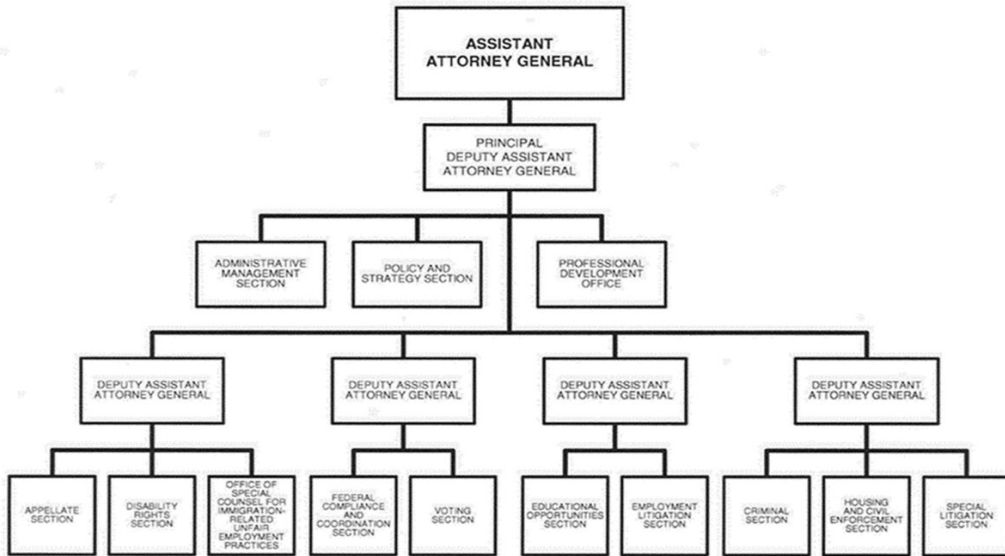 ASSISTANT
ATTORNEY GENERAL
PRINCIPAL
DEPUTY ASSISTANT
ATTORNEY GENERAL
ADMINISTRATIVE
MANAGEMENT
SECTION
POLICY AND
STRATEGY SECTION
PROFESSIONAL
DEVELOPMENT
OFFICE
DEPUTY ASSISTANT
ATTORNEY GENERAL
DEPUTY ASSISTANT
ATTORNEY GENERAL
DEPUTY ASSISTANT
ATTORNEY GENERAL
DEPUTY ASSISTANT
ATTORNEY GENERAL
APPELLATE
SECTION
DISABILITY
RIGHTS SECTION
OFFICE OF
SPECIAL
COUNSEL FOR
IMMIGRATION-
RELATED
UNFAIR
EMPLOYMENT
PRACTICES
FEDERAL
COMPLIANCE
AND
COORDINATION
SECTION
VOTING
SECTION
EDUCATIONAL
OPPORTUNITIES
SECTION
EMPLOYMENT
LITIGATION
SECTION
CRIMINAL SECTION
HOUSING
AND CIVIL
ENFORCEMENT
SECTION
SPECIAL
LITIGATION
SECTION